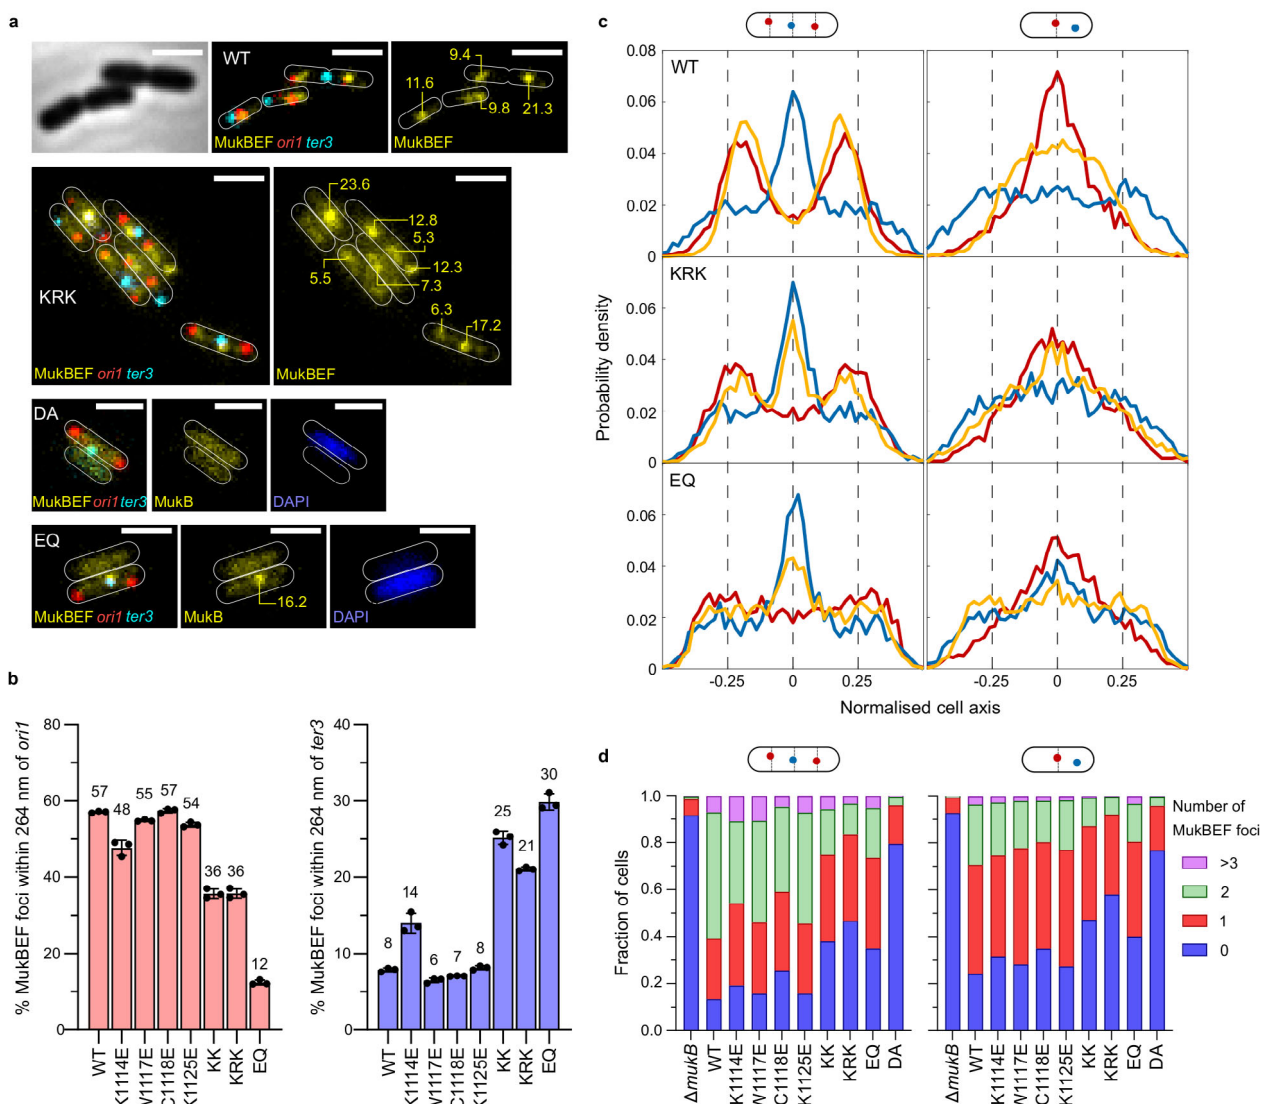 a
WT
MukBEF ori1 ter3
MukBEF
9.4
11.6
9.8
21.3
KRK
MukBEF ori1 ter3
MukBEF
23.6
12.8
5.3
12.3
5.5
7.3
6.3
17.2
DA
MukBEF ori1 ter3
MukB
DAPI
EQ
MukBEF ori1 ter3
MukB
16.2
DAPI
b
% MukBEF foci within 264 nm of ori1
80
60
40
20
0
57
48
55
57
54
36
36
12
WT
K1114E
W1117E
C1118E
K1125E
KK
KRK
EQ
% MukBEF foci within 264 nm of ter3
40
30
20
10
0
8
14
6
7
8
25
21
30
WT
K1114E
W1117E
C1118E
K1125E
KK
KRK
EQ
c
Probability density
WT
0.08
0.06
0.04
0.02
0
KRK
0.06
0.04
0.02
0
EQ
0.06
0.04
0.02
0
-0.25 0 0.25
-0.25 0 0.25
Normalised cell axis
d
Fraction of cells
1.0
0.8
0.6
0.4
0.2
0.0
ΔmukB
WT
K1114E
W1117E
C1118E
K1125E
KK
KRK
EQ
DA
ΔmukB
WT
K1114E
W1117E
C1118E
K1125E
KK
KRK
EQ
DA
Number of
MukBEF foci
>3
2
1
0